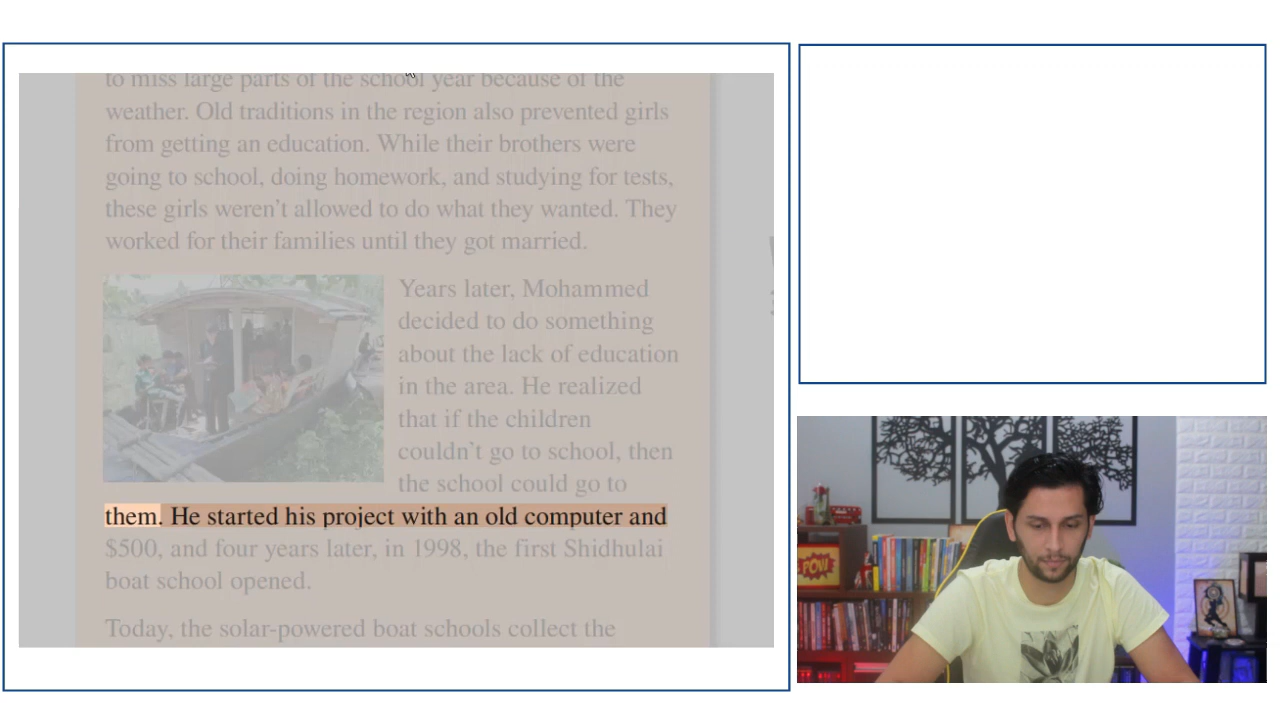 to miss large parts of the school year because of the
weather. Old traditions in the region also prevented girls
from getting an education. While their brothers were
going to school, doing homework, and studying for tests,
these girls weren't allowed to do what they wanted. They
worked for their families until they got married.
Years later, Mohammed
decided to do something
about the lack of education
in the area. He realized
that if the children
couldn't go to school, then
the school could go to
them. He started his project with an old computer and
$500, and four years later, in 1998, the first Shidhulai
boat school opened.
Today, the solar-powered boat schools collect the
POW